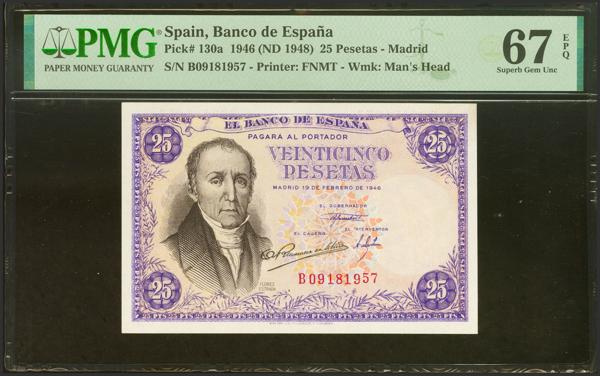 PMG®
PAPER MONEY GUARANTY
Spain, Banco de España
Pick# 130a 1946 (ND 1948) 25 Pesetas - Madrid
S/N B09181957 - Printer: FNMT - Wmk: Man's Head
67 EPQ
Superb Gem Unc
EL BANCO DE ESPAÑA
PAGARA AL PORTADOR
25 25
VEINTICINCO
PESETAS
MADRID 19 DE FEBRERO DE 1946
EL GOBERNADOR
EL CAJERO EL INTERVENTOR
B09181957
FLOREZ
ESTRADA
25 25